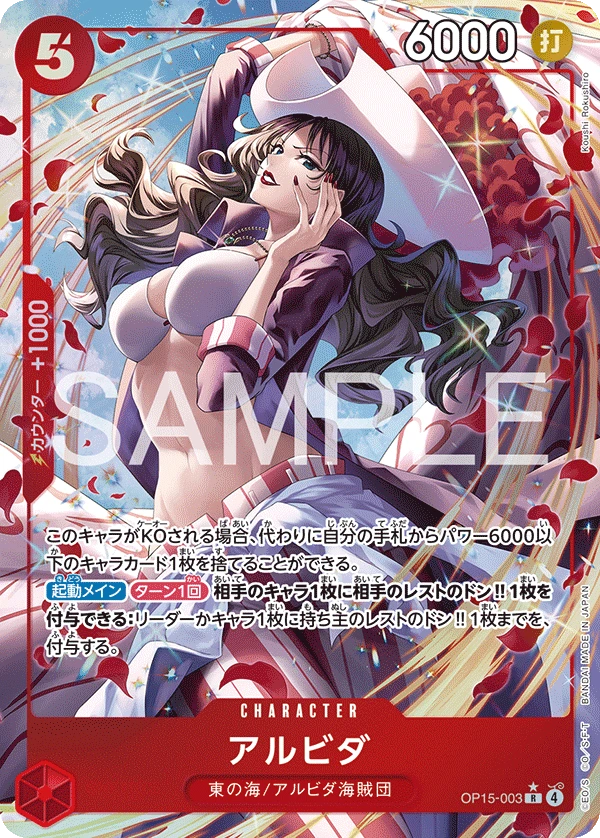 5
6000
打
Koushi Rokushiro
カウンター +1000
SAMPLE
このキャラがKOされる場合、代わりに自分の手札からパワー6000以
下のキャラカード1枚を捨てることができる。
起動メイン ターン1回 相手のキャラ1枚に相手のレストのドン!!1枚を
付与できる:リーダーかキャラ1枚に持ち主のレストのドン!!1枚までを、
付与する。
CHARACTER
アルビダ
東の海/アルビダ海賊団
OP15-003 R 4
©E.O/S ©O/S・F・T BANDAI MADE IN JAPAN